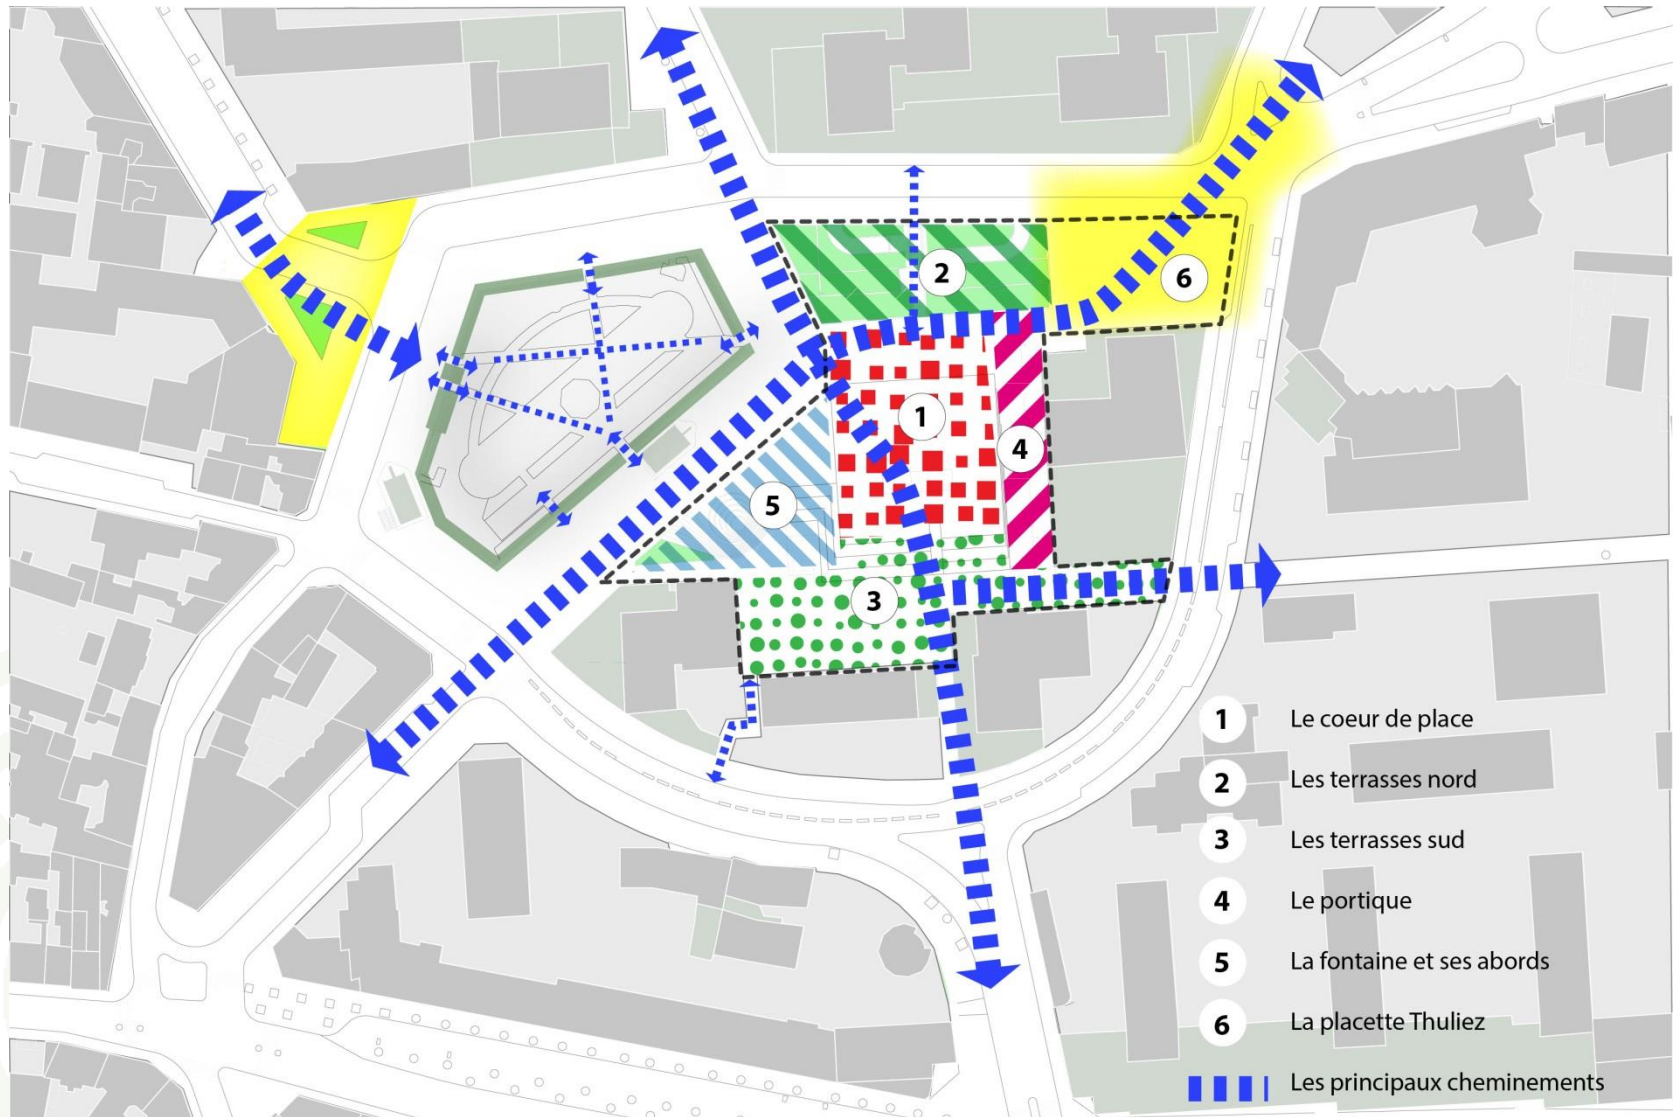 2
6
1
4
5
3
1 Le coeur de place
2 Les terrasses nord
3 Les terrasses sud
4 Le portique
5 La fontaine et ses abords
6 La placette Thuliez
Les principaux cheminements